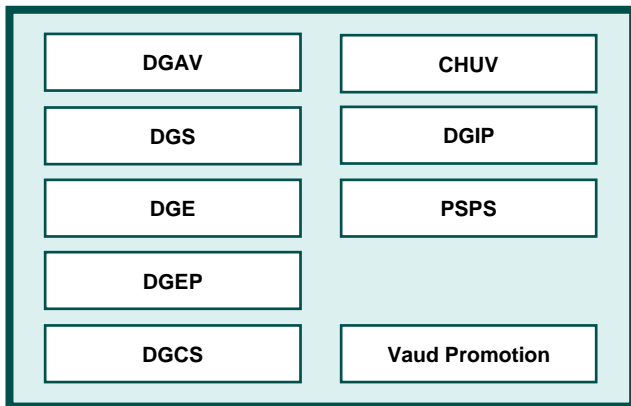 DGAV
CHUV
DGS
DGIP
DGE
PSPS
DGEP
DGCS
Vaud Promotion